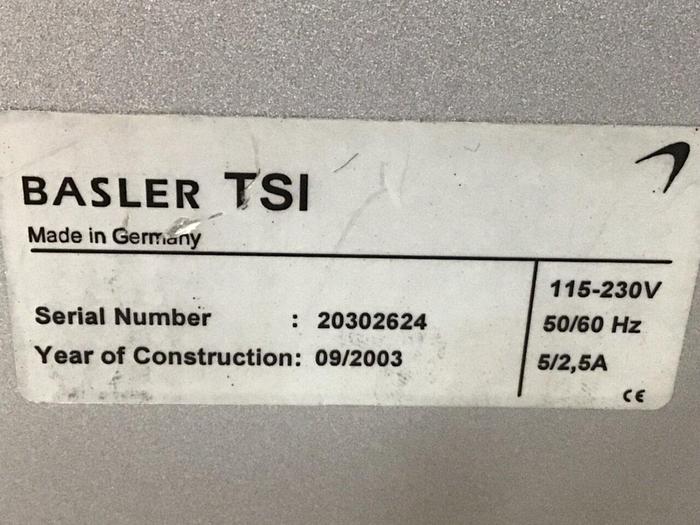 BASLER TSI
Made in Germany
Serial Number : 20302624
Year of Construction: 09/2003
115-230V
50/60 Hz
5/2,5A
CE